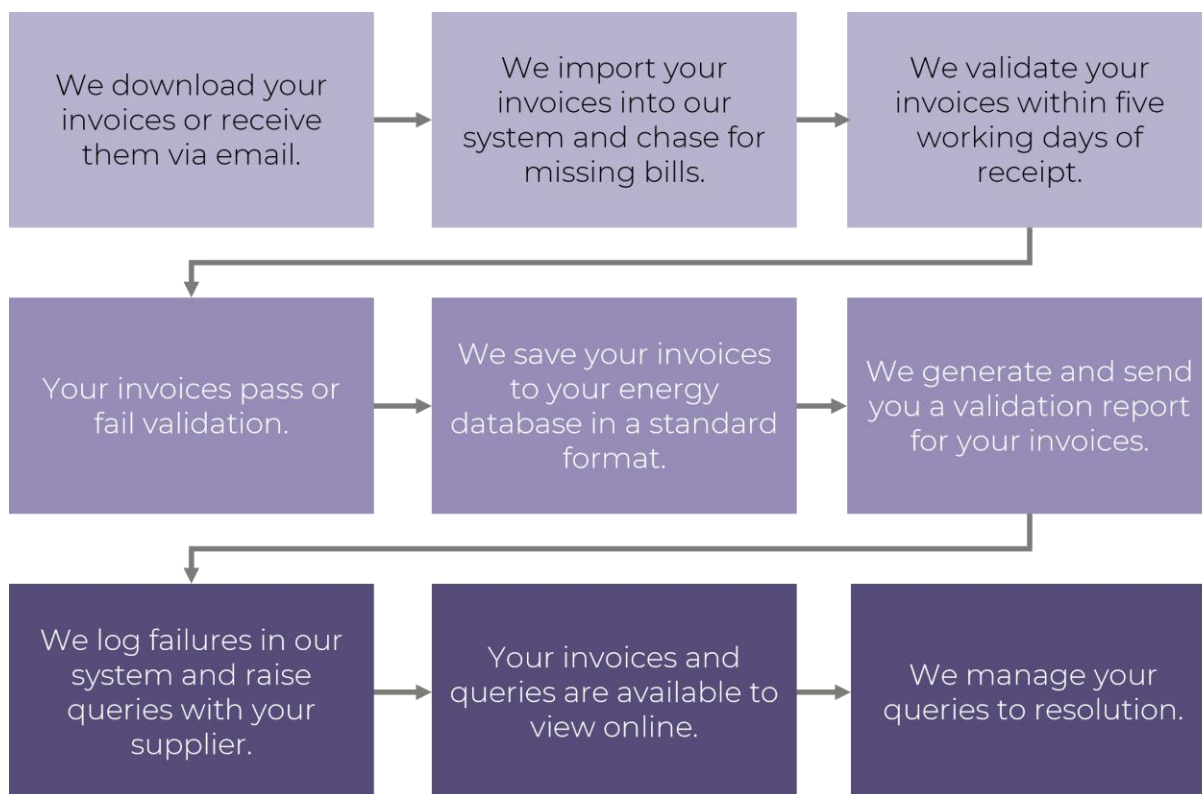 We download your
invoices or receive
them via email.
We import your
invoices into our
system and chase for
missing bills.
We validate your
invoices within five
working days of
receipt.
Your invoices pass or
fail validation.
We save your invoices
to your energy
database in a standard
format.
We generate and send
you a validation report
for your invoices.
We log failures in our
system and raise
queries with your
supplier.
Your invoices and
queries are available to
view online.
We manage your
queries to resolution.